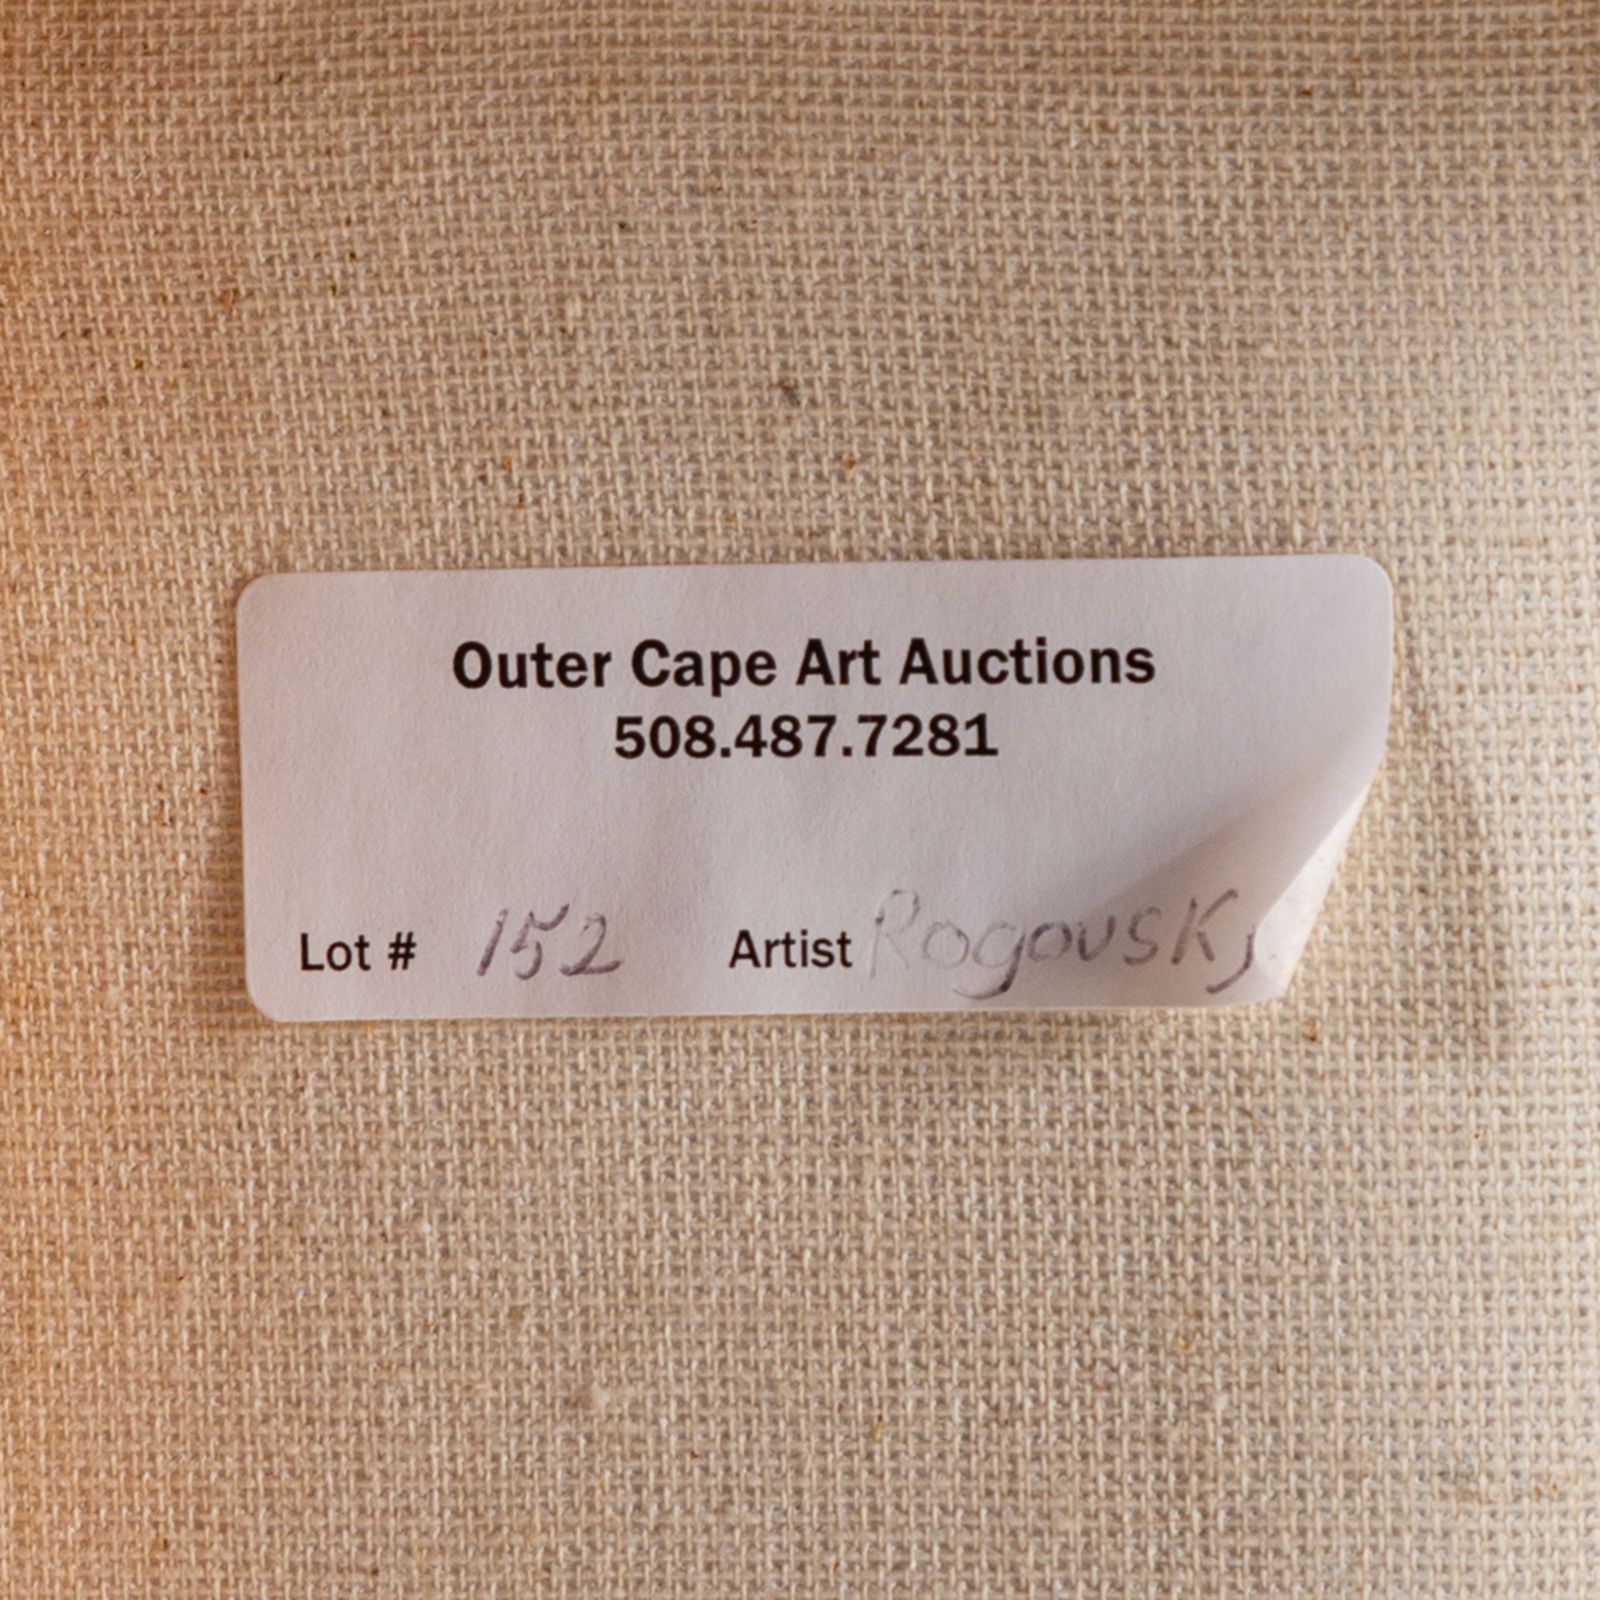 Outer Cape Art Auctions
508.487.7281
Lot # 152 Artist Rogovsky